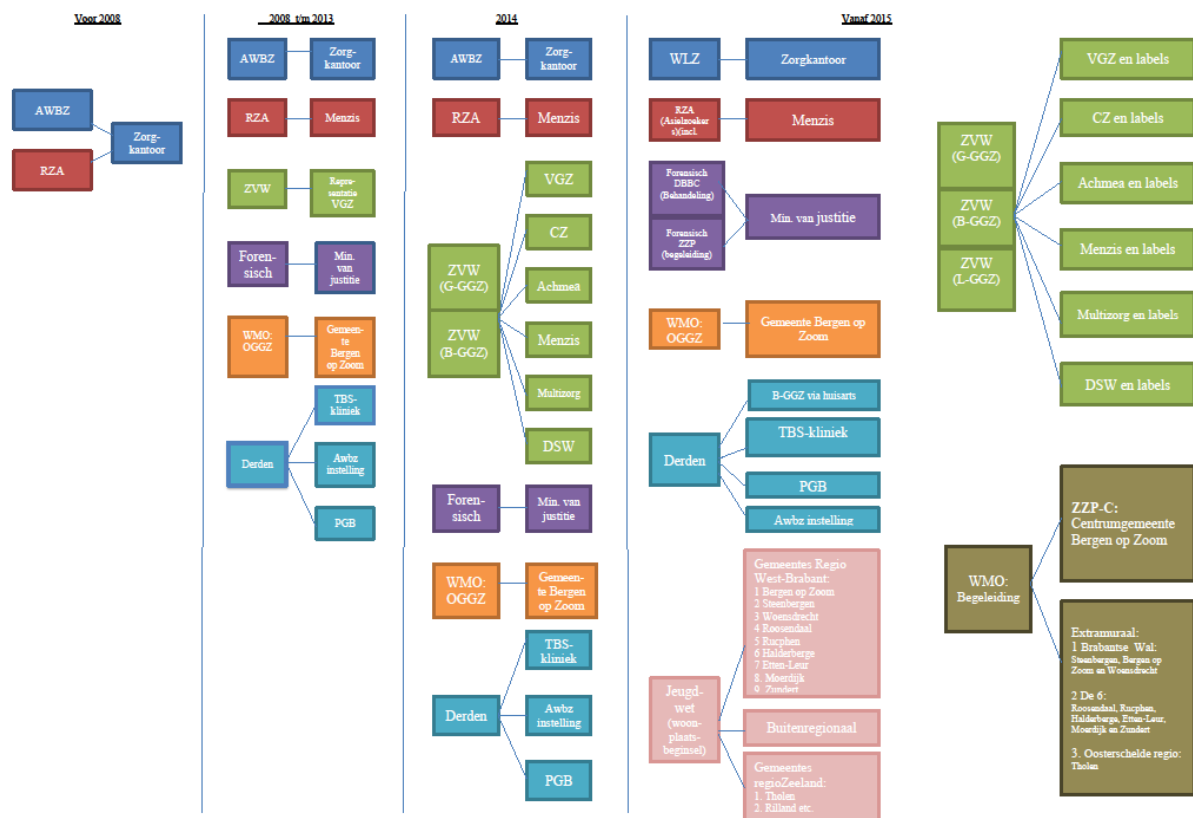 Voor 2008
AWBZ
Zorg-
kantoor
RZA
2008 t/m 2013
AWBZ
Zorg-
kantoor
RZA
Menzis
ZVW
Repre-
sentatie
VGZ
Foren-
sisch
Min.
van
justitie
WMO:
OGGZ
Gemeen-
te
Bergen
op Zoom
Derden
TBS-
kliniek
Awbz
instelling
PGB
2014
AWBZ
Zorg-
kantoor
RZA
Menzis
ZVW
(G-GGZ)
ZVW
(B-GGZ)
VGZ
CZ
Achmea
Menzis
Multizorg
DSW
Foren-
sisch
Min. van
justitie
WMO:
OGGZ
Gemeen-
te Bergen
op Zoom
Derden
TBS-
kliniek
Awbz
instelling
PGB
Vanaf 2015
WLZ
Zorgkantoor
RZA
(Asielzoeker
s)(incl.
Menzis
Forensisch
DBBC
(Behandeling)
Forensisch
ZZP
(begeleiding)
Min. van justitie
WMO:
OGGZ
Gemeente Bergen op
Zoom
Derden
B-GGZ via huisarts
TBS-kliniek
PGB
Awbz instelling
Jeugd-
wet
(woon-
plaats-
beginsel)
Gemeentes Regio
West-Brabant:
1 Bergen op Zoom
2 Steenbergen
3 Woensdrecht
4 Roosendaal
5 Rucphen
6 Halderberge
7 Etten-Leur
8. Moerdijk
9. Zundert
Buitenregionaal
Gemeentes
regioZeeland:
1. Tholen
2. Rilland etc.
ZVW
(G-GGZ)
ZVW
(B-GGZ)
ZVW
(L-GGZ)
VGZ en labels
CZ en labels
Achmea en labels
Menzis en labels
Multizorg en labels
DSW en labels
WMO:
Begeleiding
ZZP-C:
Centrumgemeente
Bergen op Zoom
Extramuraal:
1 Brabantse Wal:
Steenbergen, Bergen op
Zoom en Woensdrecht
2 De 6:
Roosendaal, Rucphen,
Halderberge, Etten-Leur,
Moerdijk en Zundert
3. Oosterschelde regio:
Tholen